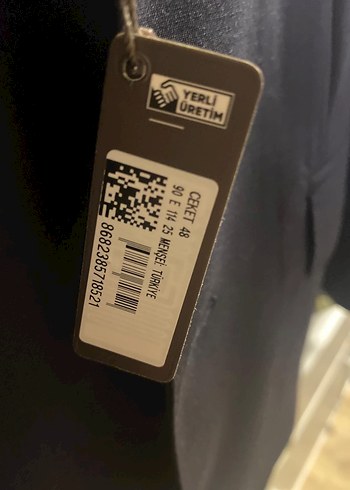 YERLİ
ÜRETİM
CEKET 48
90 E 114 25 MENŞEİ TÜRKİYE
8682385718521